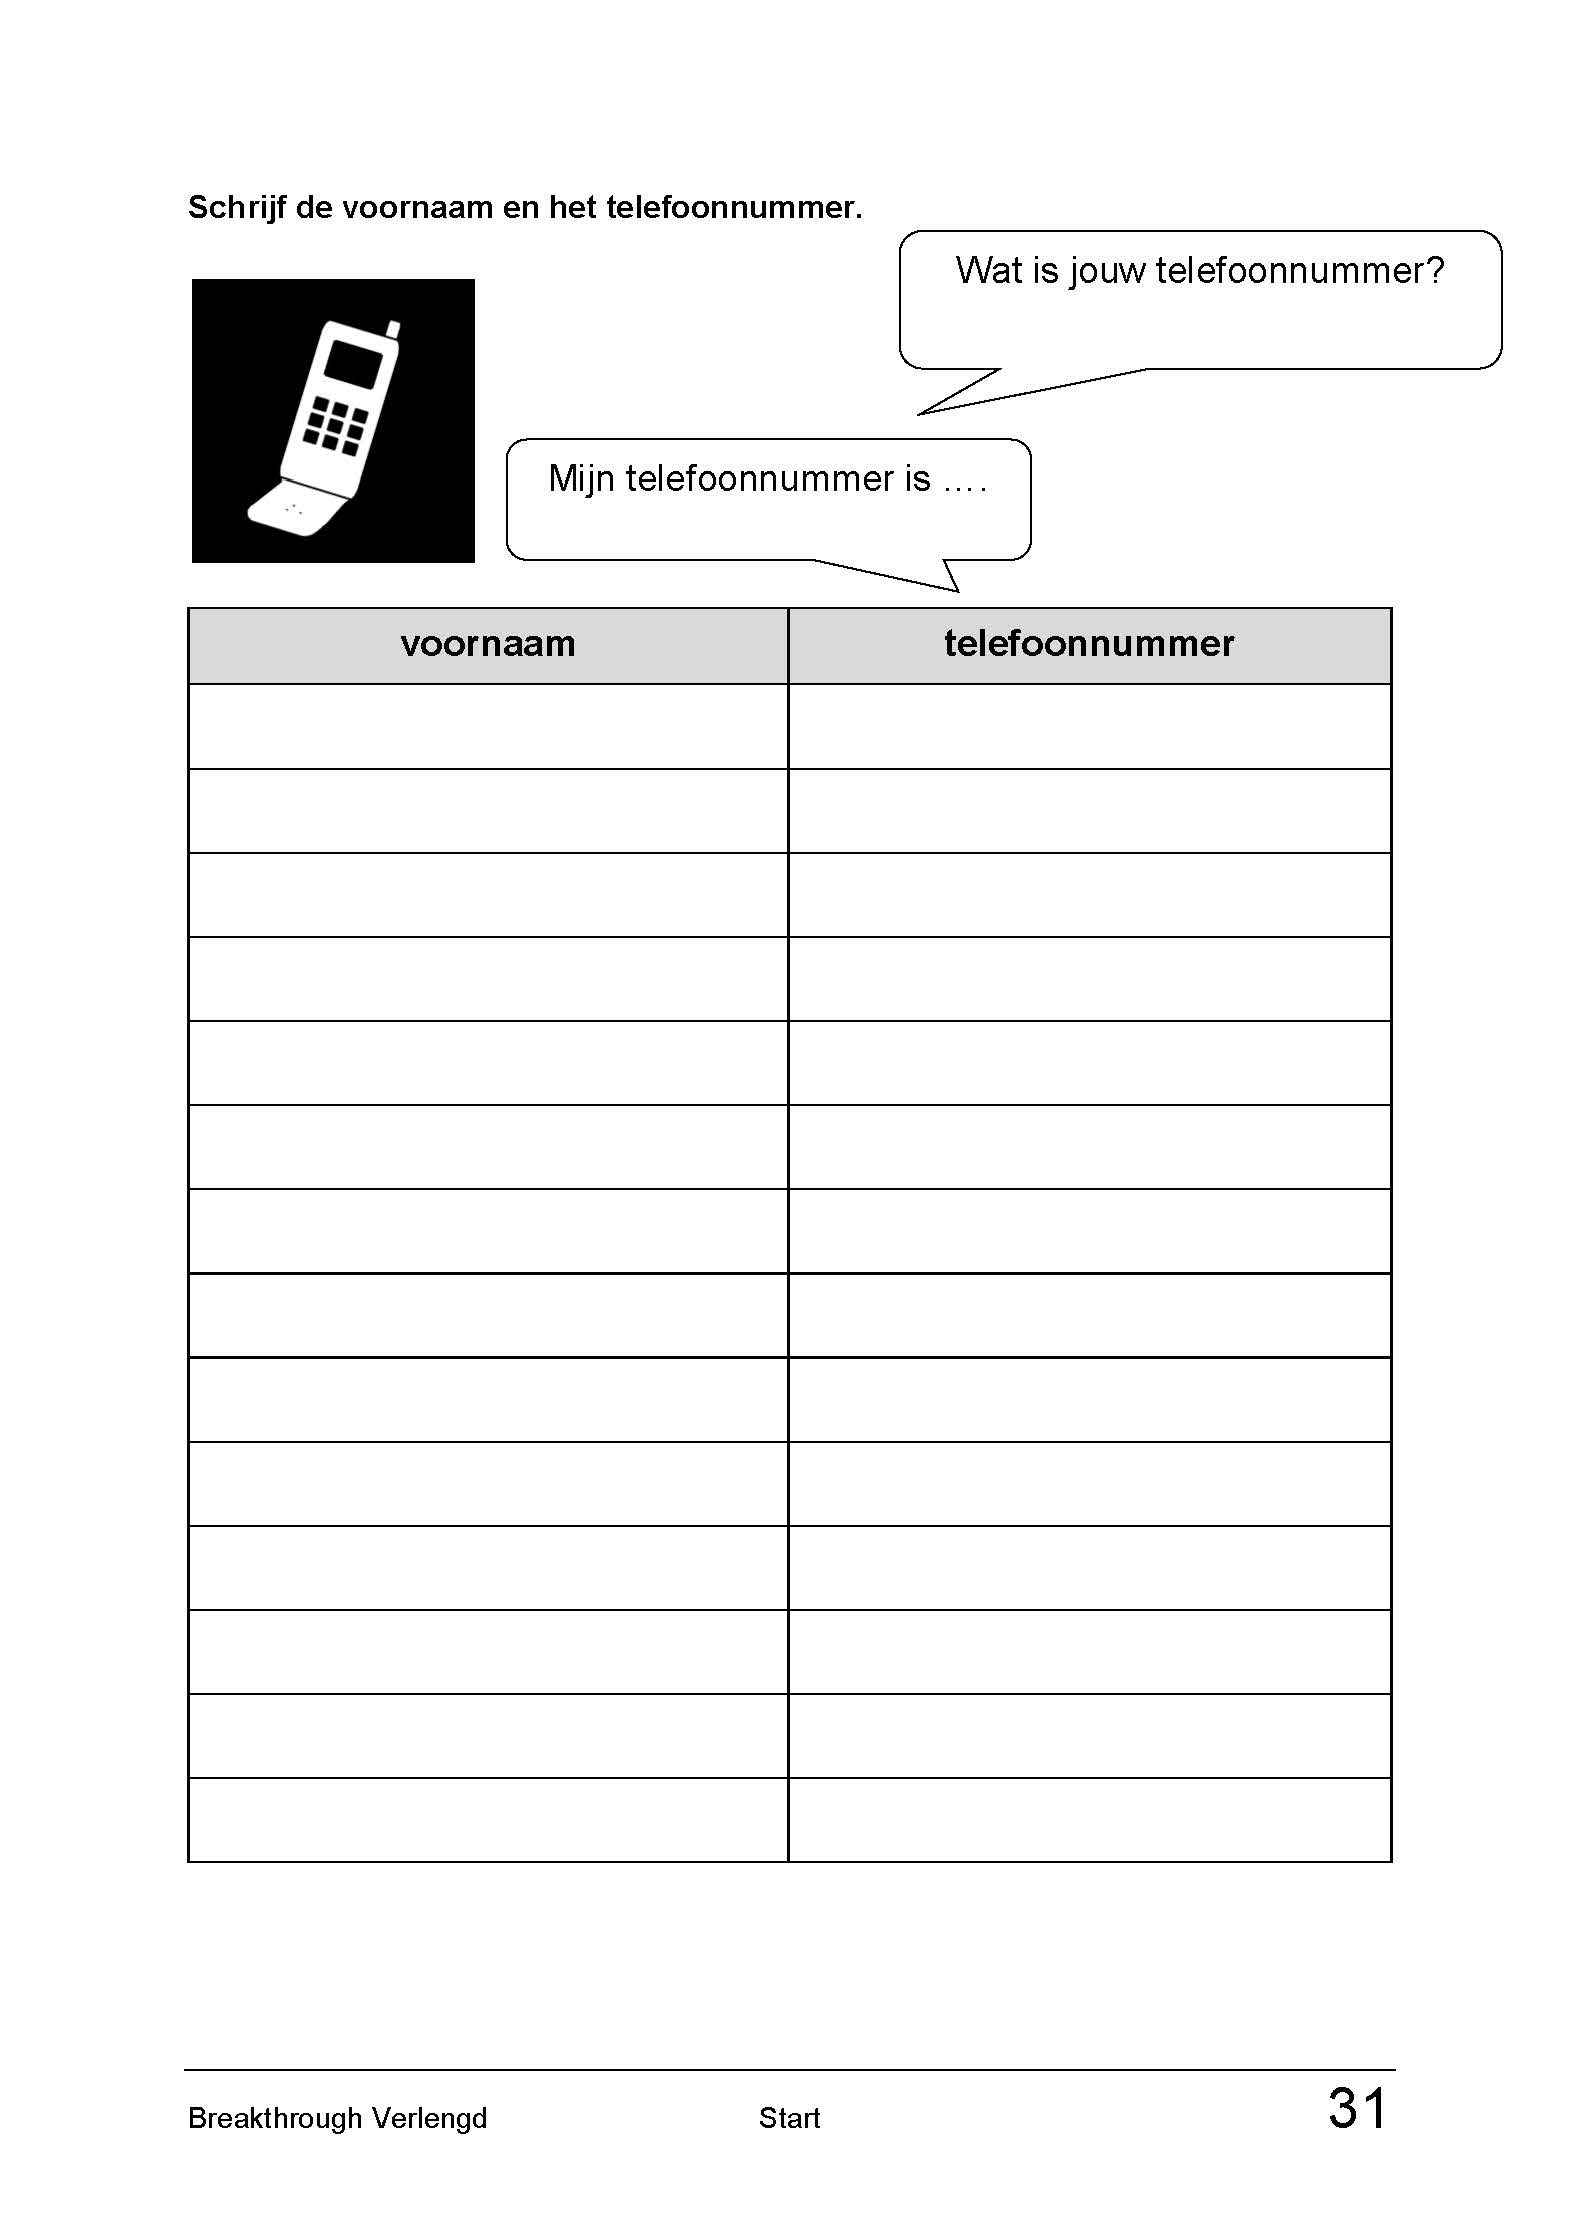 Schrijf de voornaam en het telefoonnummer.
Wat is jouw telefoonnummer?
Mijn telefoonnummer is ….
voornaam telefoonnummer
Breakthrough Verlengd Start 31